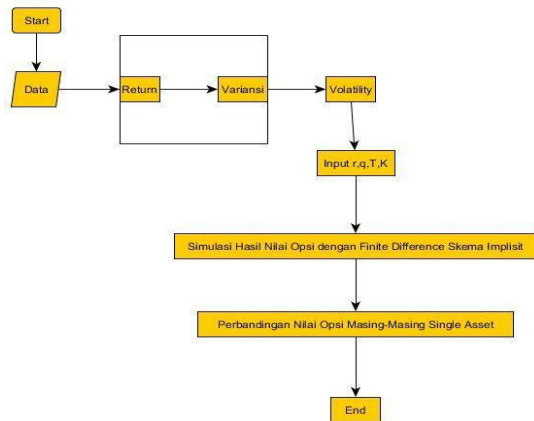 Start
Data
Return
Variansi
Volatility
Input r,q,T,K
Simulasi Hasil Nilai Opsi dengan Finite Difference Skema Implisit
Perbandingan Nilai Opsi Masing-Masing Single Asset
End